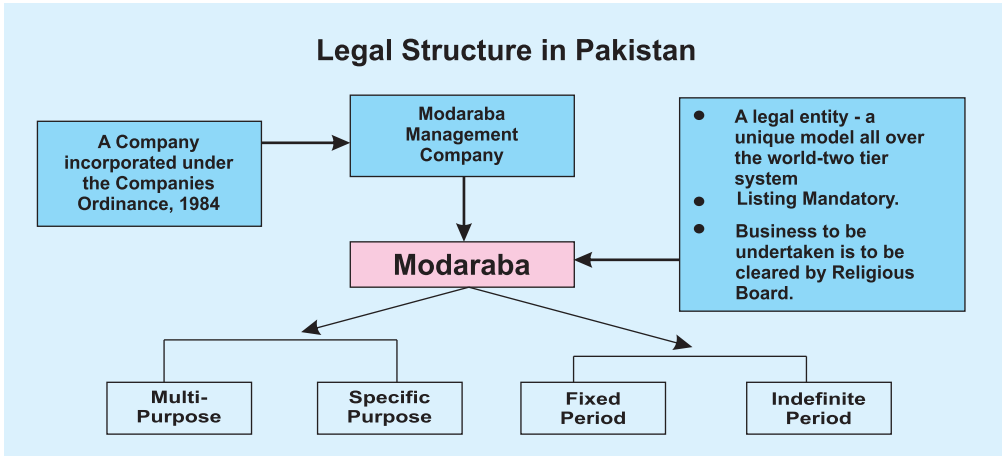 Legal Structure in Pakistan
A Company
incorporated under
the Companies
Ordinance, 1984
Modaraba
Management
Company
● A legal entity - a
unique model all over
the world-two tier
system
● Listing Mandatory.
● Business to be
undertaken is to be
cleared by Religious
Board.
Modaraba
Multi-
Purpose
Specific
Purpose
Fixed
Period
Indefinite
Period